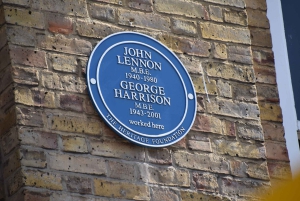 JOHN
LENNON
M.B.E.
1940-1980
GEORGE
HARRISON
M.B.E
1943-2001
worked here
THE HERITAGE FOUNDATION